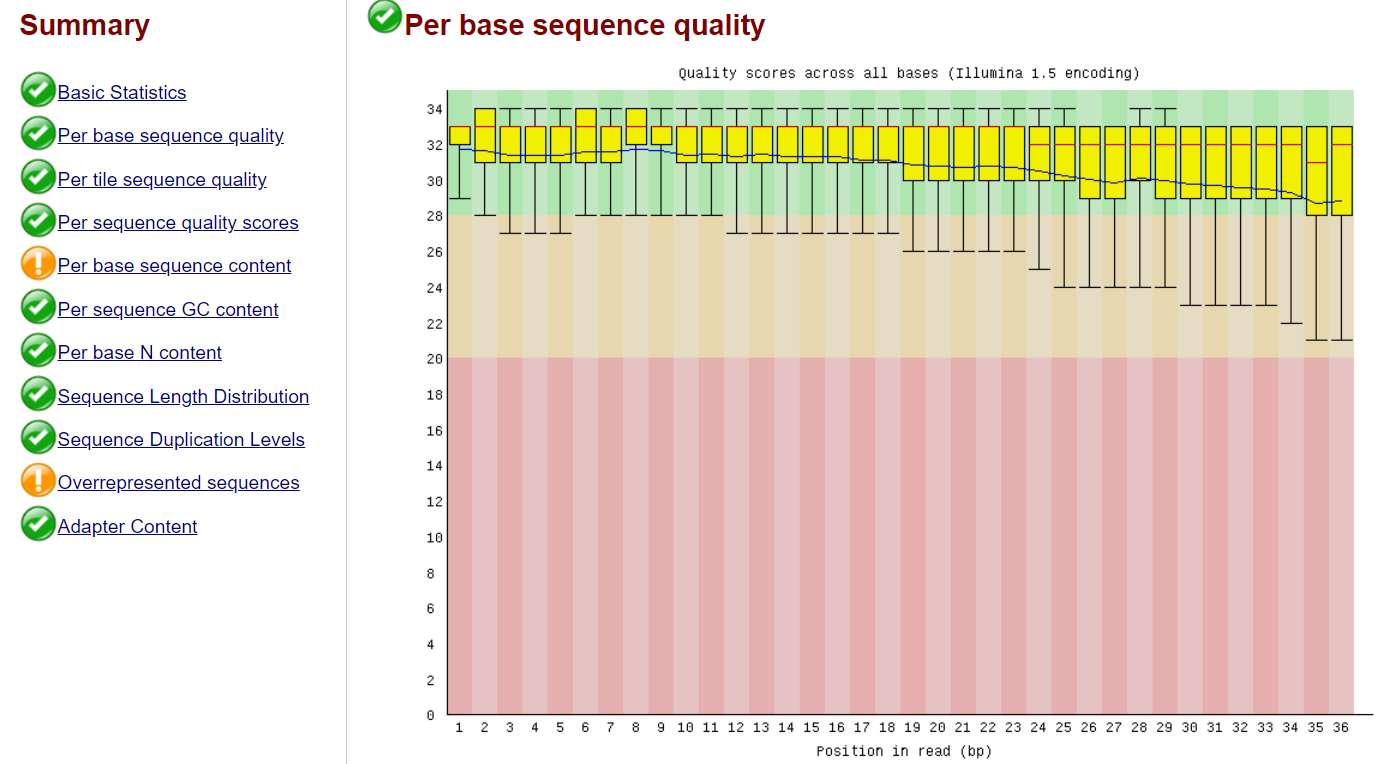 Summary
Basic Statistics
Per base sequence quality
Per tile sequence quality
Per sequence quality scores
Per base sequence content
Per sequence GC content
Per base N content
Sequence Length Distribution
Sequence Duplication Levels
Overrepresented sequences
Adapter Content
Per base sequence quality
Quality scores across all bases (Illumina 1.5 encoding)
34
32
30
28
26
24
22
20
18
16
14
12
10
8
6
4
2
0
1 2 3 4 5 6 7 8 9 10 11 12 13 14 15 16 17 18 19 20 21 22 23 24 25 26 27 28 29 30 31 32 33 34 35 36
Position in read (bp)